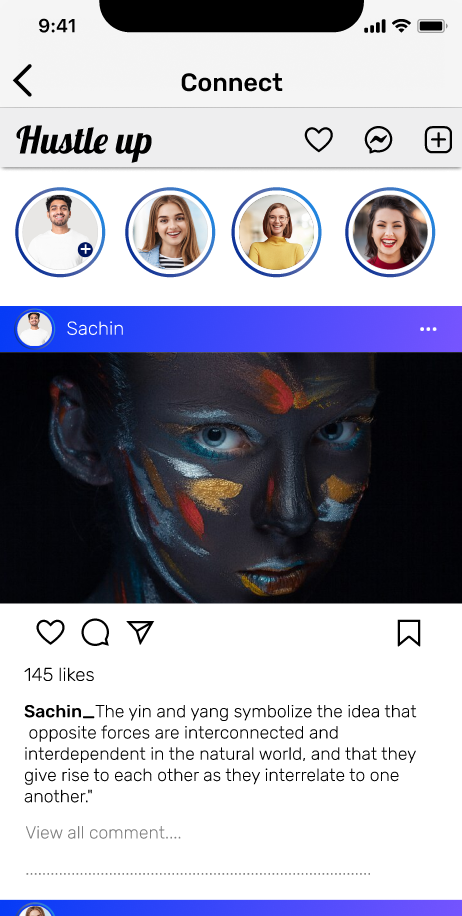 9:41
Connect
Hustle up
Sachin
145 likes
Sachin_The yin and yang symbolize the idea that
opposite forces are interconnected and
interdependent in the natural world, and that they
give rise to each other as they interrelate to one
another."
View all comment....